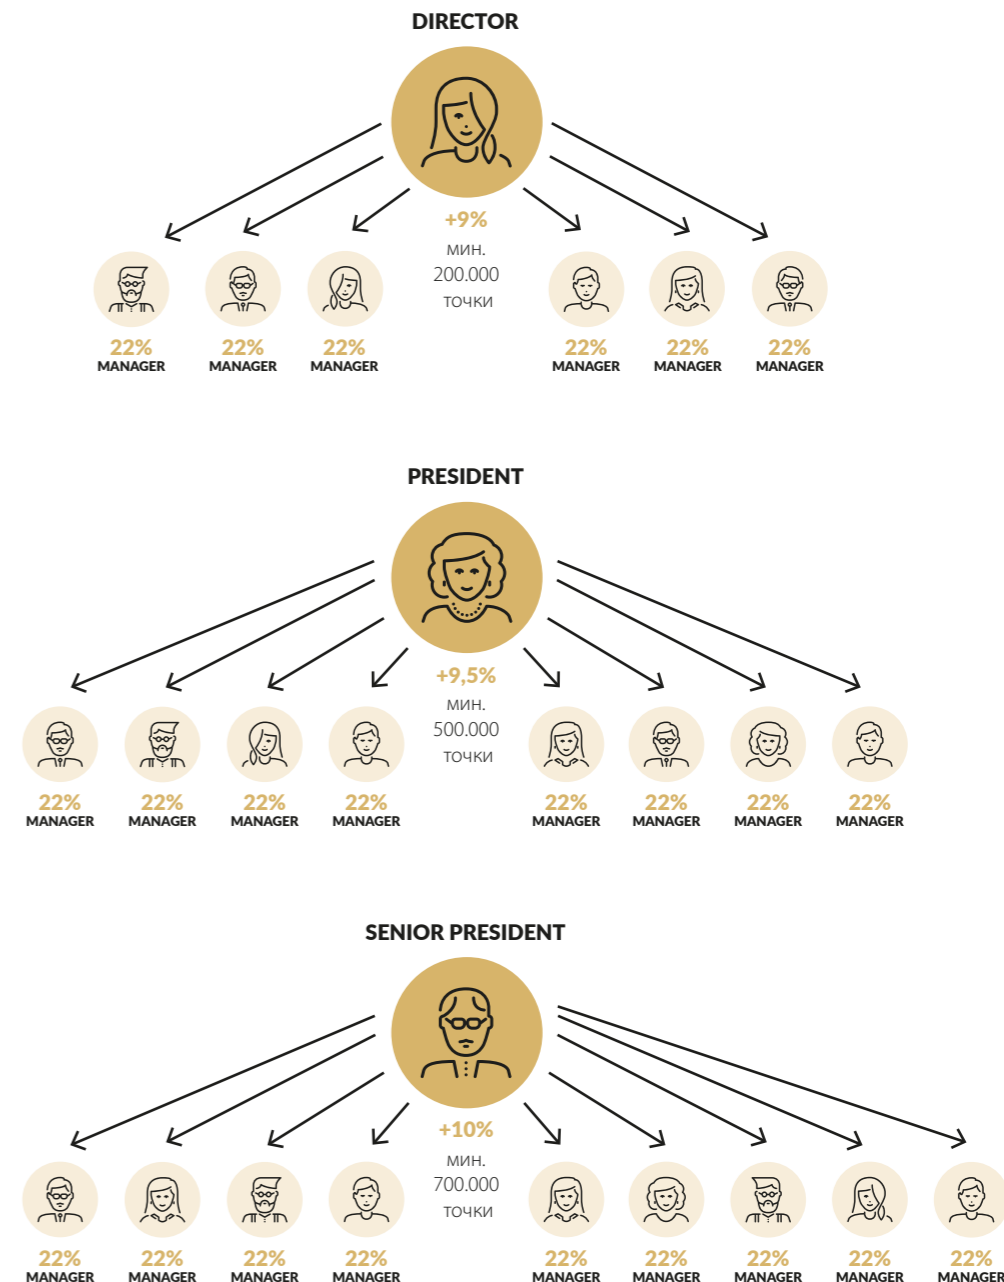 DIRECTOR
+9%
мин.
200.000
точки
22%
MANAGER
22%
MANAGER
22%
MANAGER
22%
MANAGER
22%
MANAGER
22%
MANAGER
PRESIDENT
+9,5%
мин.
500.000
точки
22%
MANAGER
22%
MANAGER
22%
MANAGER
22%
MANAGER
22%
MANAGER
22%
MANAGER
22%
MANAGER
22%
MANAGER
SENIOR PRESIDENT
+10%
мин.
700.000
точки
22%
MANAGER
22%
MANAGER
22%
MANAGER
22%
MANAGER
22%
MANAGER
22%
MANAGER
22%
MANAGER
22%
MANAGER
22%
MANAGER